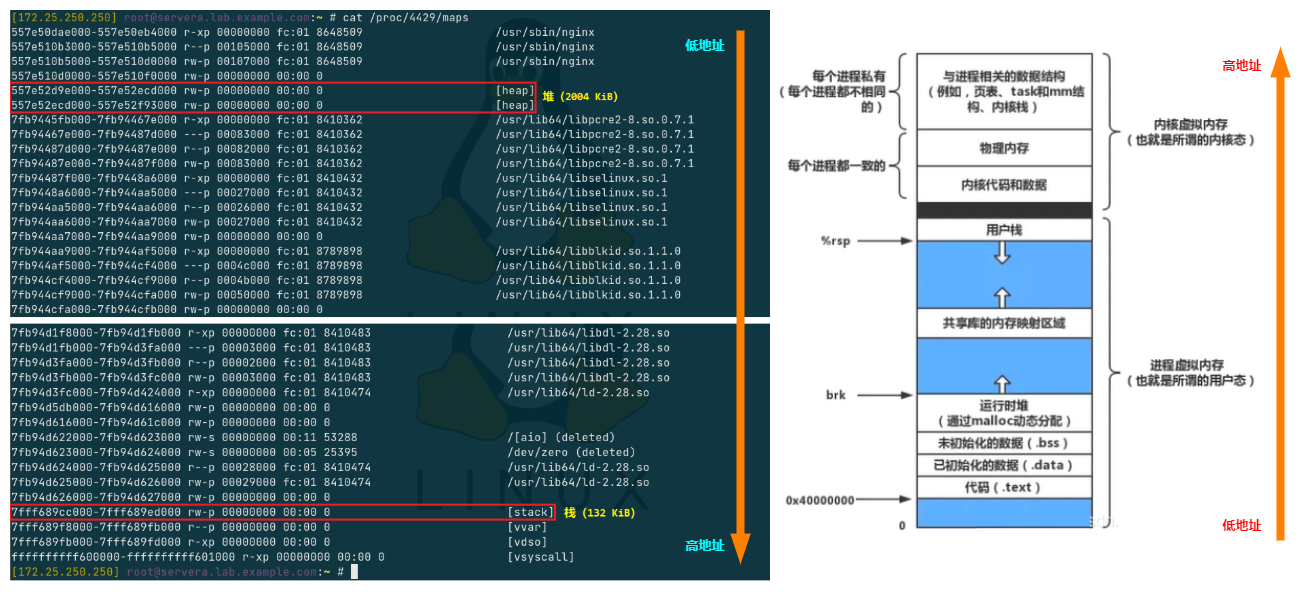 [172.25.250.250] root@servera.lab.example.com:~ # cat /proc/4429/maps
557e50dae000-557e50eb4000 r-xp 00000000 fc:01 8648509 /usr/sbin/nginx
557e510b3000-557e510b5000 r--p 00105000 fc:01 8648509 /usr/sbin/nginx
557e510b5000-557e510d0000 rw-p 00107000 fc:01 8648509 /usr/sbin/nginx
557e510d0000-557e510f0000 rw-p 00000000 00:00 0
557e52d9e000-557e52ecd000 rw-p 00000000 00:00 0 [heap]
557e52ecd000-557e52f93000 rw-p 00000000 00:00 0 [heap]
堆 (2004 KiB)
7fb9445fb000-7fb94467e000 r-xp 00000000 fc:01 8410362 /usr/lib64/libpcre2-8.so.0.7.1
7fb94467e000-7fb94487d000 ---p 00083000 fc:01 8410362 /usr/lib64/libpcre2-8.so.0.7.1
7fb94487d000-7fb94487e000 r--p 00082000 fc:01 8410362 /usr/lib64/libpcre2-8.so.0.7.1
7fb94487e000-7fb94487f000 rw-p 00083000 fc:01 8410362 /usr/lib64/libpcre2-8.so.0.7.1
7fb94487f000-7fb9448a6000 r-xp 00000000 fc:01 8410432 /usr/lib64/libselinux.so.1
7fb9448a6000-7fb944aa5000 ---p 00027000 fc:01 8410432 /usr/lib64/libselinux.so.1
7fb944aa5000-7fb944aa6000 r--p 00026000 fc:01 8410432 /usr/lib64/libselinux.so.1
7fb944aa6000-7fb944aa7000 rw-p 00027000 fc:01 8410432 /usr/lib64/libselinux.so.1
7fb944aa7000-7fb944aa9000 rw-p 00000000 00:00 0
7fb944aa9000-7fb944af5000 r-xp 00000000 fc:01 8789898 /usr/lib64/libblkid.so.1.1.0
7fb944af5000-7fb944cf4000 ---p 0004c000 fc:01 8789898 /usr/lib64/libblkid.so.1.1.0
7fb944cf4000-7fb944cf9000 r--p 0004b000 fc:01 8789898 /usr/lib64/libblkid.so.1.1.0
7fb944cf9000-7fb944cfa000 rw-p 00050000 fc:01 8789898 /usr/lib64/libblkid.so.1.1.0
7fb944cfa000-7fb944cfb000 rw-p 00000000 00:00 0
低地址
7fb94d1f8000-7fb94d1fb000 r-xp 00000000 fc:01 8410483 /usr/lib64/libdl-2.28.so
7fb94d1fb000-7fb94d3fa000 ---p 00003000 fc:01 8410483 /usr/lib64/libdl-2.28.so
7fb94d3fa000-7fb94d3fb000 r--p 00002000 fc:01 8410483 /usr/lib64/libdl-2.28.so
7fb94d3fb000-7fb94d3fc000 rw-p 00003000 fc:01 8410483 /usr/lib64/libdl-2.28.so
7fb94d3fc000-7fb94d424000 r-xp 00000000 fc:01 8410474 /usr/lib64/ld-2.28.so
7fb94d5db000-7fb94d616000 rw-p 00000000 00:00 0
7fb94d616000-7fb94d61c000 rw-p 00000000 00:00 0
7fb94d622000-7fb94d623000 rw-s 00000000 00:11 53288 /[aio] (deleted)
7fb94d623000-7fb94d624000 rw-s 00000000 00:05 25395 /dev/zero (deleted)
7fb94d624000-7fb94d625000 r--p 00028000 fc:01 8410474 /usr/lib64/ld-2.28.so
7fb94d625000-7fb94d626000 rw-p 00029000 fc:01 8410474 /usr/lib64/ld-2.28.so
7fb94d626000-7fb94d627000 rw-p 00000000 00:00 0
7fff689cc000-7fff689ed000 rw-p 00000000 00:00 0 [stack]
栈 (132 KiB)
7fff689f8000-7fff689fb000 r--p 00000000 00:00 0 [vvar]
7fff689fb000-7fff689fd000 r-xp 00000000 00:00 0 [vdso]
ffffffffff600000-ffffffffff601000 r-xp 00000000 00:00 0 [vsyscall]
[172.25.250.250] root@servera.lab.example.com:~ #
高地址
LINUX
每个进程私有
（每个进程都不相同
的）
每个进程都一致的
%rsp
brk
0x40000000
0
与进程相关的数据结构
（例如，页表、task和mm结
构、内核栈）
物理内存
内核代码和数据
用户栈
共享库的内存映射区域
运行时堆
（通过malloc动态分配）
未初始化的数据（.bss）
已初始化的数据（.data）
代码（.text）
内核虚拟内存
（也就是所谓的内核态）
进程虚拟内存
（也就是所谓的用户态）
高地址
低地址